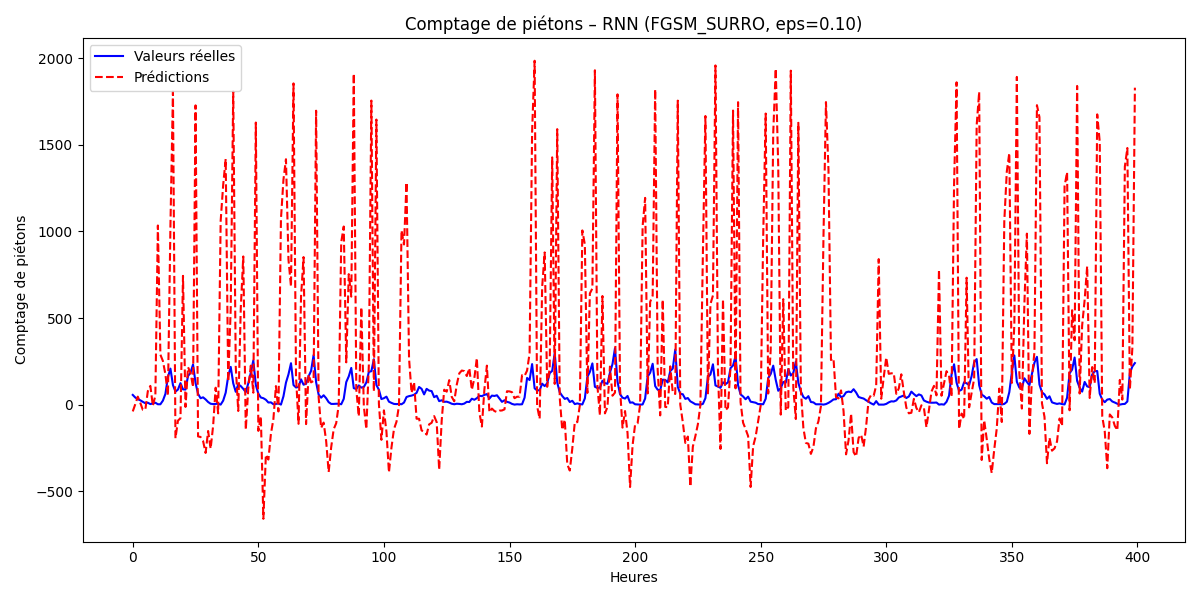 Comptage de piétons – RNN (FGSM_SURRO, eps=0.10)
Valeurs réelles
Prédictions
Comptage de piétons
2000
1500
1000
500
0
−500
0 50 100 150 200 250 300 350 400
Heures